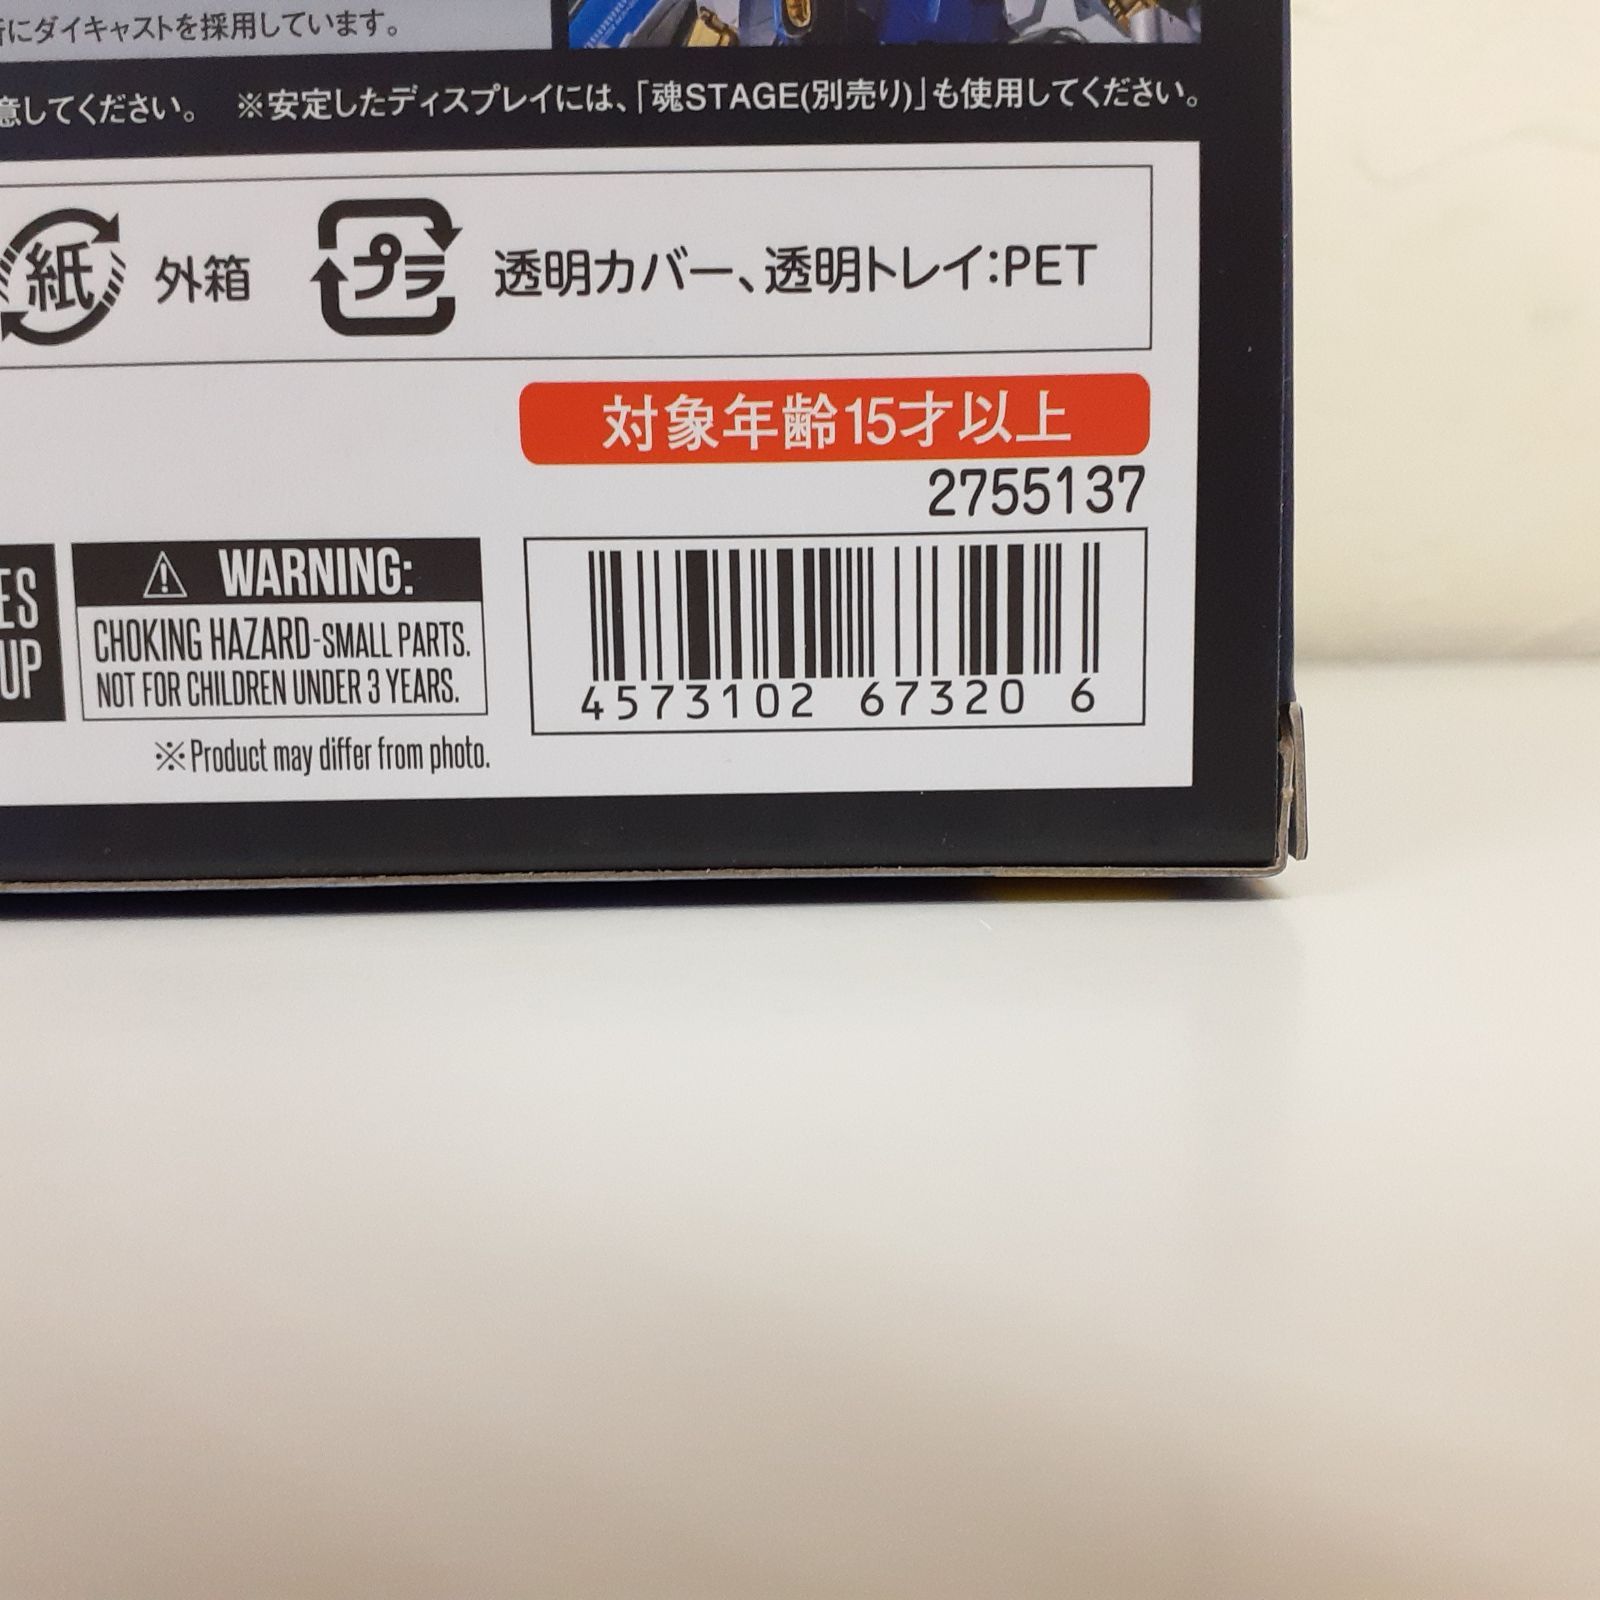 にダイキャストを採用しています。
意してください。 ※安定したディスプレイには、「魂STAGE(別売り)」も使用してください。
紙 外箱 プラ 透明カバー、透明トレイ:PET
対象年齢15才以上
2755137
ES
UP
WARNING:
CHOKING HAZARD-SMALL PARTS.
NOT FOR CHILDREN UNDER 3 YEARS.
※Product may differ from photo.
4573102 67320 6